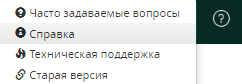 Часто задаваемые вопросы
Справка
Техническая поддержка
Старая версия